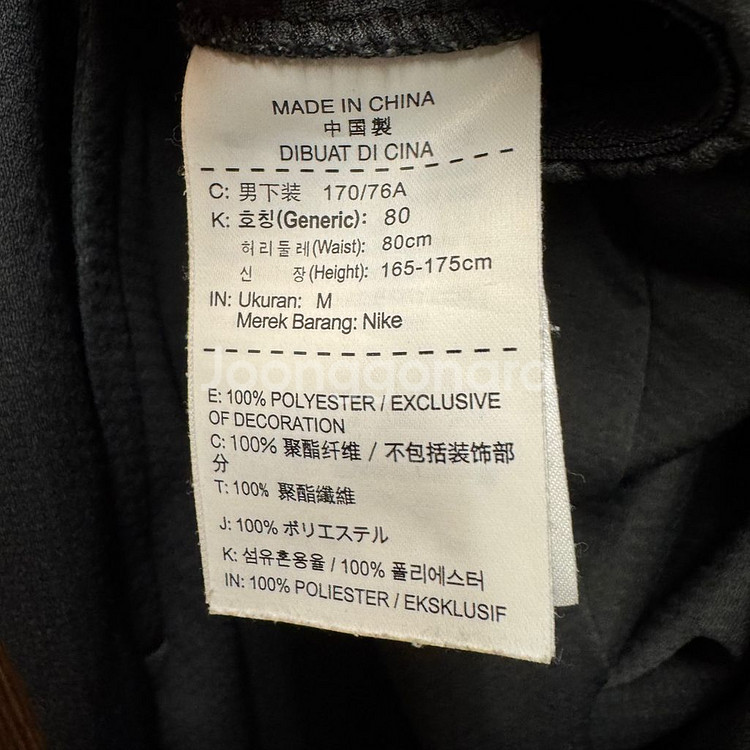 MADE IN CHINA
中国製
DIBUAT DI CINA
C: 男下装 170/76A
K: 호칭(Generic): 80
허리둘레(Waist): 80cm
신 장(Height): 165-175cm
IN: Ukuran: M
Merek Barang: Nike
Joonggonara
E: 100% POLYESTER / EXCLUSIVE
OF DECORATION
C: 100% 聚酯纤维 / 不包括装饰部
分
T: 100% 聚酯纖維
J: 100% ポリエステル
K: 섬유혼용율 / 100% 폴리에스터
IN: 100% POLIESTER / EKSKLUSIF